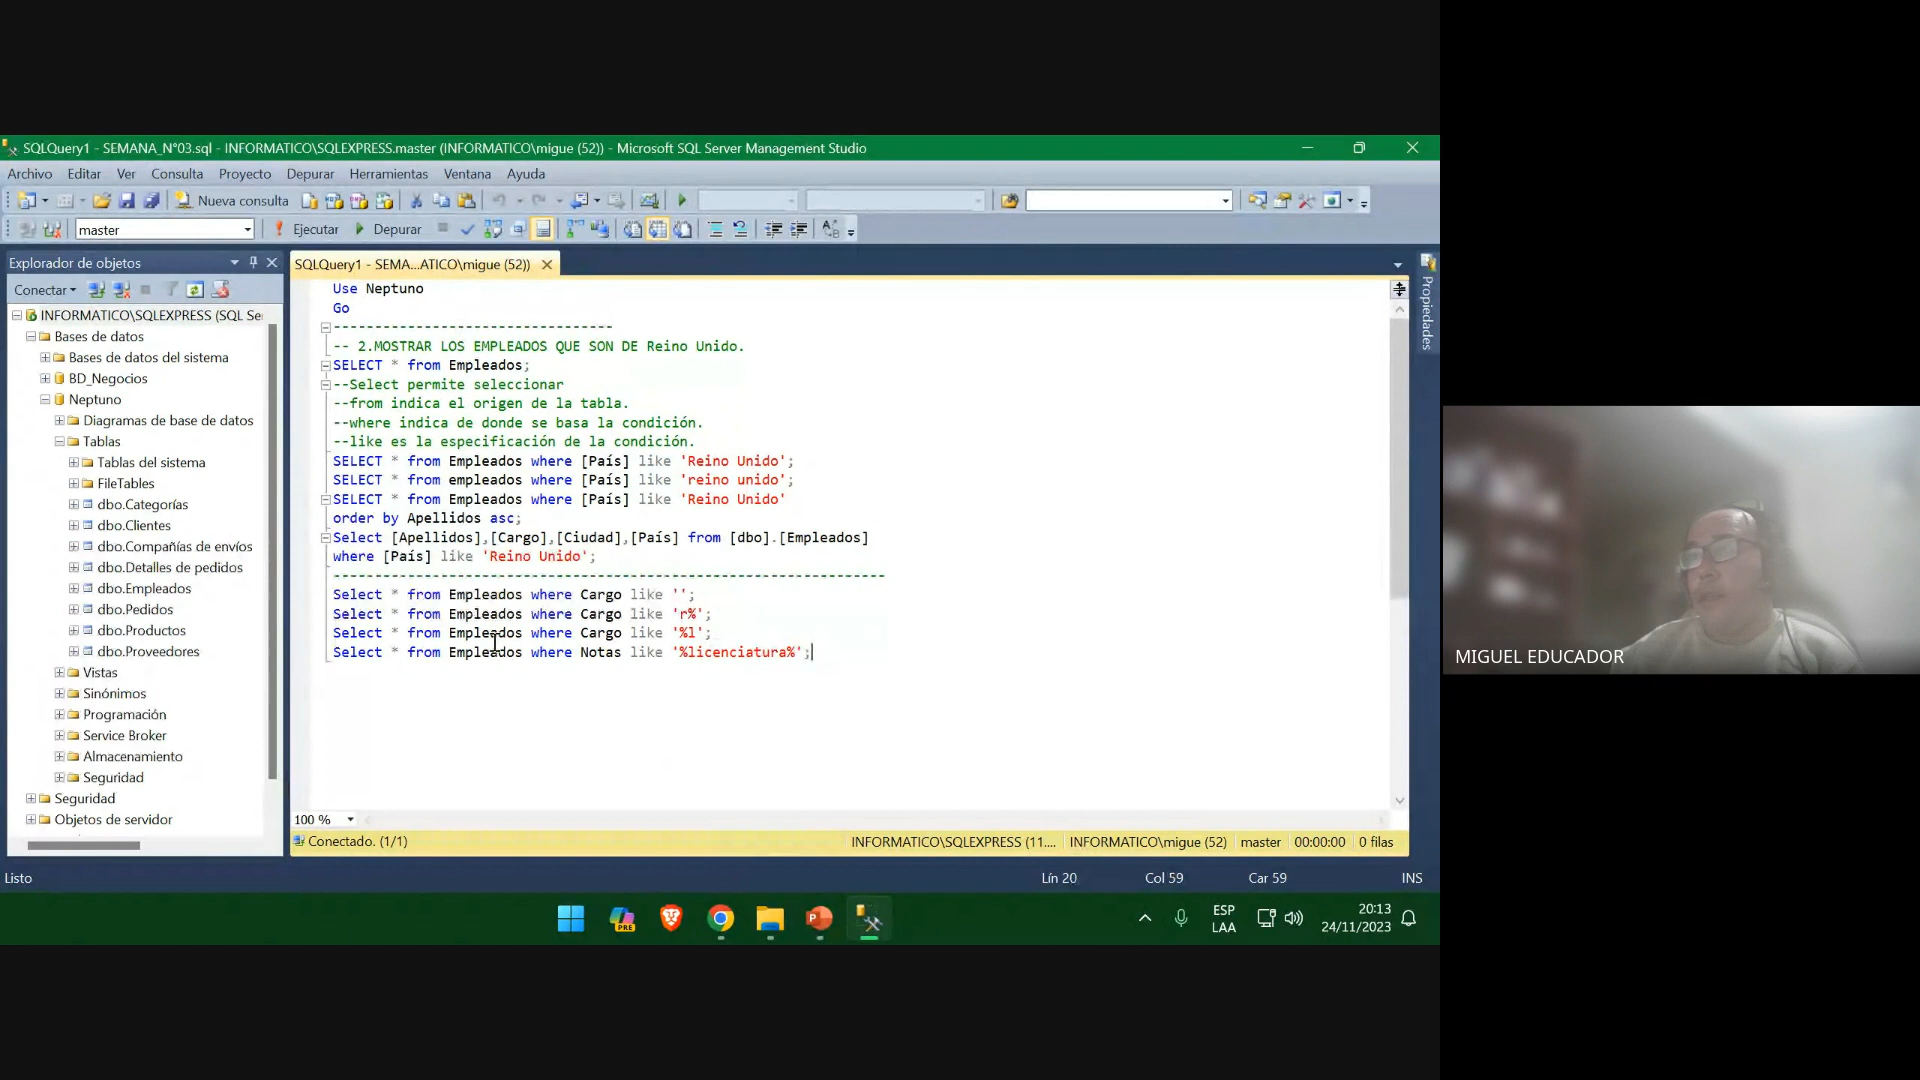 SQLQuery1 - SEMANA_N°03.sql - INFORMATICO\SQLEXPRESS.master (INFORMATICO\migue (52)) - Microsoft SQL Server Management Studio
Archivo Editar Ver Consulta Proyecto Depurar Herramientas Ventana Ayuda
Nueva consulta
master Ejecutar Depurar
Explorador de objetos
SQLQuery1 - SEMA...ATICO\migue (52))
Conectar
INFORMATICO\SQLEXPRESS (SQL Se
Bases de datos
Bases de datos del sistema
BD_Negocios
Neptuno
Diagramas de base de datos
Tablas
Tablas del sistema
FileTables
dbo.Categorías
dbo.Clientes
dbo.Compañías de envíos
dbo.Detalles de pedidos
dbo.Empleados
dbo.Pedidos
dbo.Productos
dbo.Proveedores
Vistas
Sinónimos
Programación
Service Broker
Almacenamiento
Seguridad
Seguridad
Objetos de servidor
Use Neptuno
Go
----------------------------------
-- 2.MOSTRAR LOS EMPLEADOS QUE SON DE Reino Unido.
SELECT * from Empleados;
--Select permite seleccionar
--from indica el origen de la tabla.
--where indica de donde se basa la condición.
--like es la especificación de la condición.
SELECT * from Empleados where [País] like 'Reino Unido';
SELECT * from empleados where [País] like 'reino unido';
SELECT * from Empleados where [País] like 'Reino Unido'
order by Apellidos asc;
Select [Apellidos],[Cargo],[Ciudad],[País] from [dbo].[Empleados]
where [País] like 'Reino Unido';
-------------------------------------------------------------------
Select * from Empleados where Cargo like '';
Select * from Empleados where Cargo like 'r%';
Select * from Empleados where Cargo like '%l';
Select * from Empleados where Notas like '%licenciatura%';
Propiedades
100 %
Conectado. (1/1)
INFORMATICO\SQLEXPRESS (11.... INFORMATICO\migue (52) master 00:00:00 0 filas
Listo
Lín 20 Col 59 Car 59 INS
PRE
ESP
LAA
20:13
24/11/2023
MIGUEL EDUCADOR